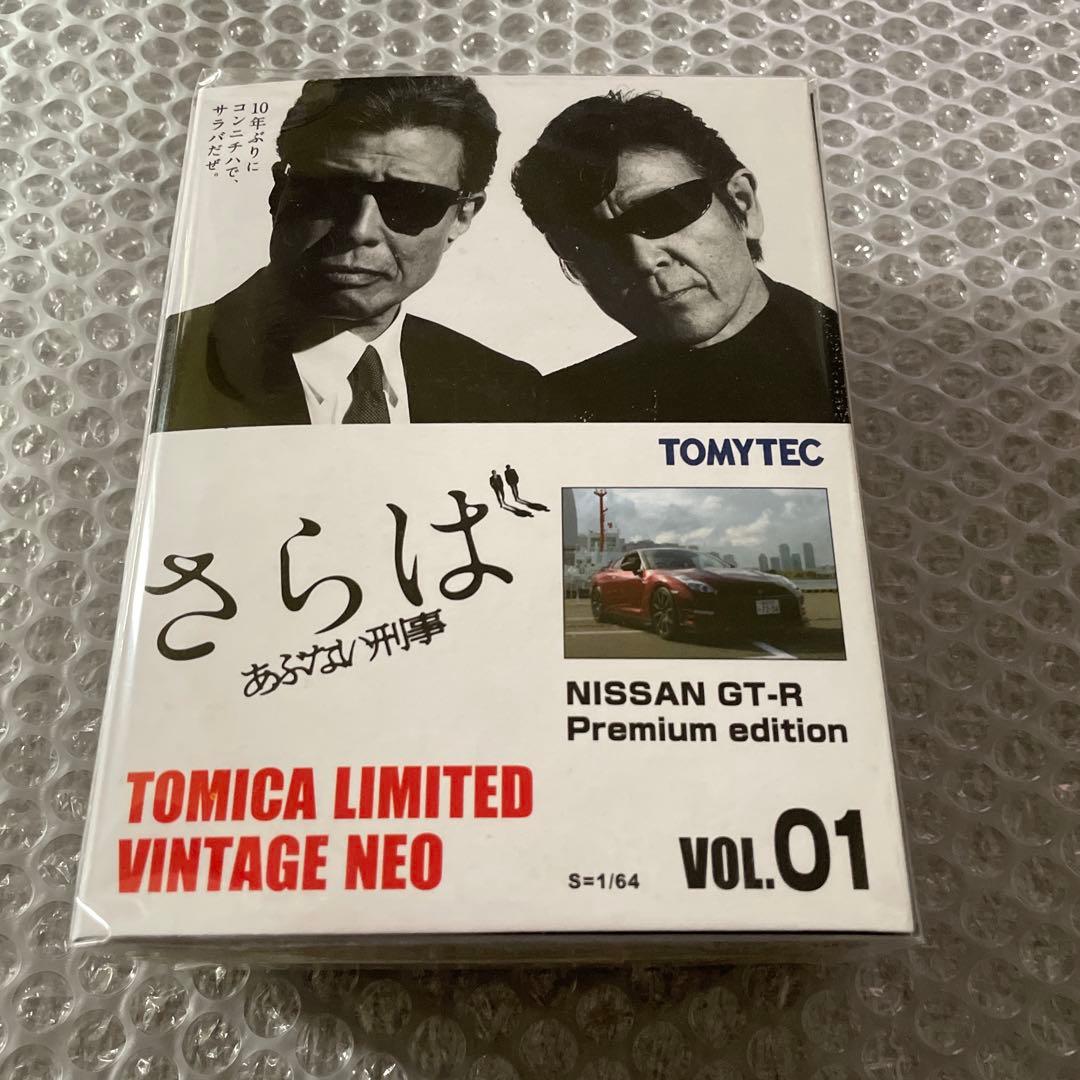 10年ぶりに
コンニチハで、
サラバだぜ。
TOMYTEC
さらば
あぶない刑事
NISSAN GT-R
Premium edition
TOMICA LIMITED
VINTAGE NEO
S=1/64
VOL.01